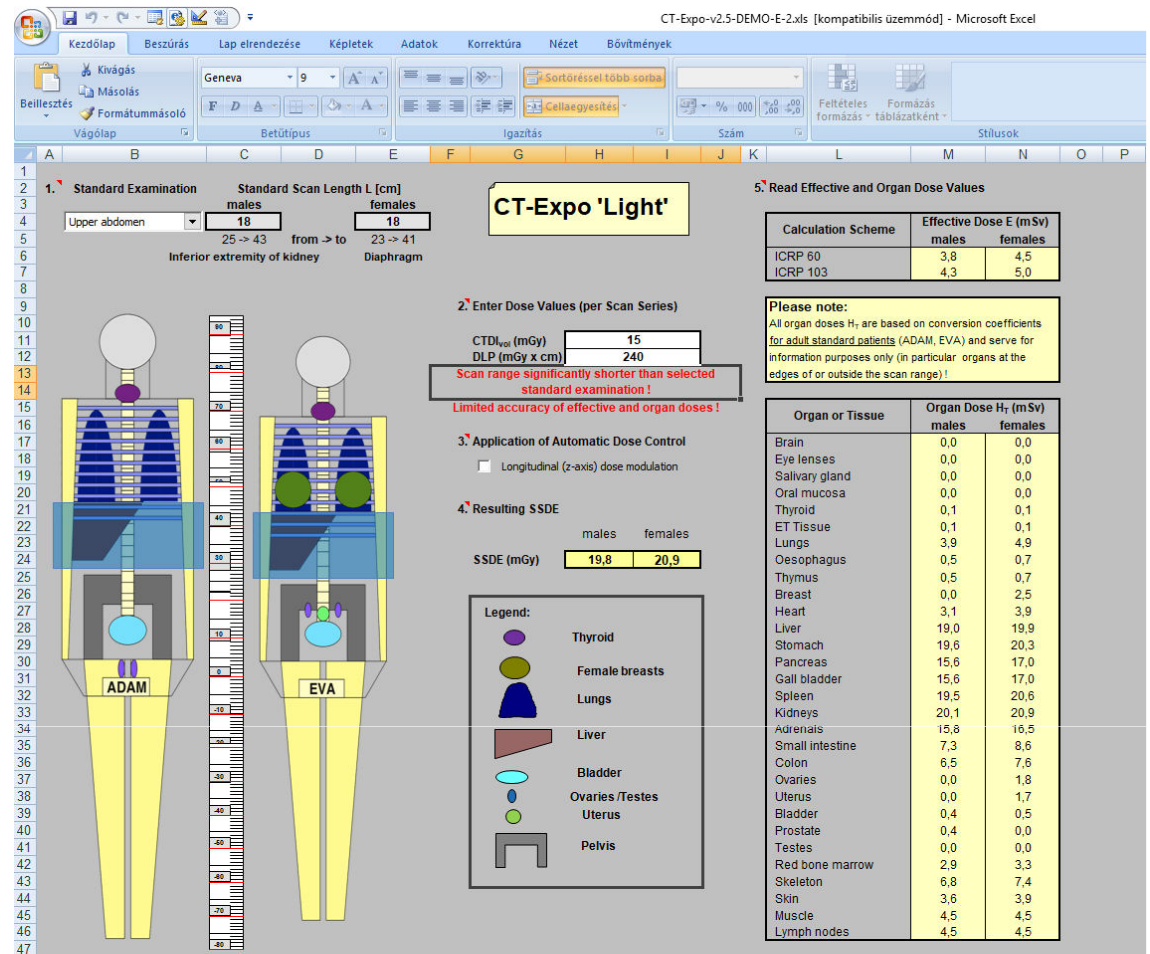 CT-Expo-v2.5-DEMO-E-2.xls [kompatibilis üzemmód] - Microsoft Excel
Kezdőlap Beszúrás Lap elrendezése Képletek Adatok Korrektúra Nézet Bővítmények
Beillesztés
Kivágás
Másolás
Formátummásoló
Vágólap
Geneva 9
F D A
Betűtípus
Sortöréssel több sorba
Cellaegyesítés
Igazítás
% 000
Szám
Feltételes formázás
Formázás táblázatként
Stílusok
A B C D E F G H I J K L M N O P
1. Standard Examination
Standard Scan Length L [cm]
males females
Upper abdomen 18 18
25 -> 43 from -> to 23 -> 41
Inferior extremity of kidney Diaphragm
ADAM
EVA
CT-Expo 'Light'
2. Enter Dose Values (per Scan Series)
CTDIvol (mGy) 15
DLP (mGy x cm) 240
Scan range significantly shorter than selected
standard examination !
Limited accuracy of effective and organ doses !
3. Application of Automatic Dose Control
Longitudinal (z-axis) dose modulation
4. Resulting SSDE
males females
SSDE (mGy) 19,8 20,9
Legend:
Thyroid
Female breasts
Lungs
Liver
Bladder
Ovaries /Testes
Uterus
Pelvis
5. Read Effective and Organ Dose Values
Calculation Scheme Effective Dose E (mSv)
males females
ICRP 60 3,8 4,5
ICRP 103 4,3 5,0
Please note:
All organ doses HT are based on conversion coefficients
for adult standard patients (ADAM, EVA) and serve for
information purposes only (in particular organs at the
edges of or outside the scan range) !
Organ or Tissue Organ Dose HT (mSv)
males females
Brain 0,0 0,0
Eye lenses 0,0 0,0
Salivary gland 0,0 0,0
Oral mucosa 0,0 0,0
Thyroid 0,1 0,1
ET Tissue 0,1 0,1
Lungs 3,9 4,9
Oesophagus 0,5 0,7
Thymus 0,5 0,7
Breast 0,0 2,5
Heart 3,1 3,9
Liver 19,0 19,9
Stomach 19,6 20,3
Pancreas 15,6 17,0
Gall bladder 15,6 17,0
Spleen 19,5 20,6
Kidneys 20,1 20,9
Adrenals 15,8 16,5
Small intestine 7,3 8,6
Colon 6,5 7,6
Ovaries 0,0 1,8
Uterus 0,0 1,7
Bladder 0,4 0,5
Prostate 0,4 0,0
Testes 0,0 0,0
Red bone marrow 2,9 3,3
Skeleton 6,8 7,4
Skin 3,6 3,9
Muscle 4,5 4,5
Lymph nodes 4,5 4,5